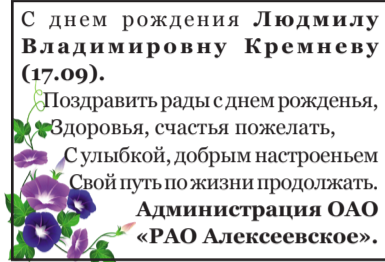 С днем рождения Людмилу
Владимировну Кремневу
(17.09).
Поздравить рады с днем рожденья,
Здоровья, счастья пожелать,
С улыбкой, добрым настроеньем
Свой путь по жизни продолжать.
Администрация ОАО
«РАО Алексеевское».